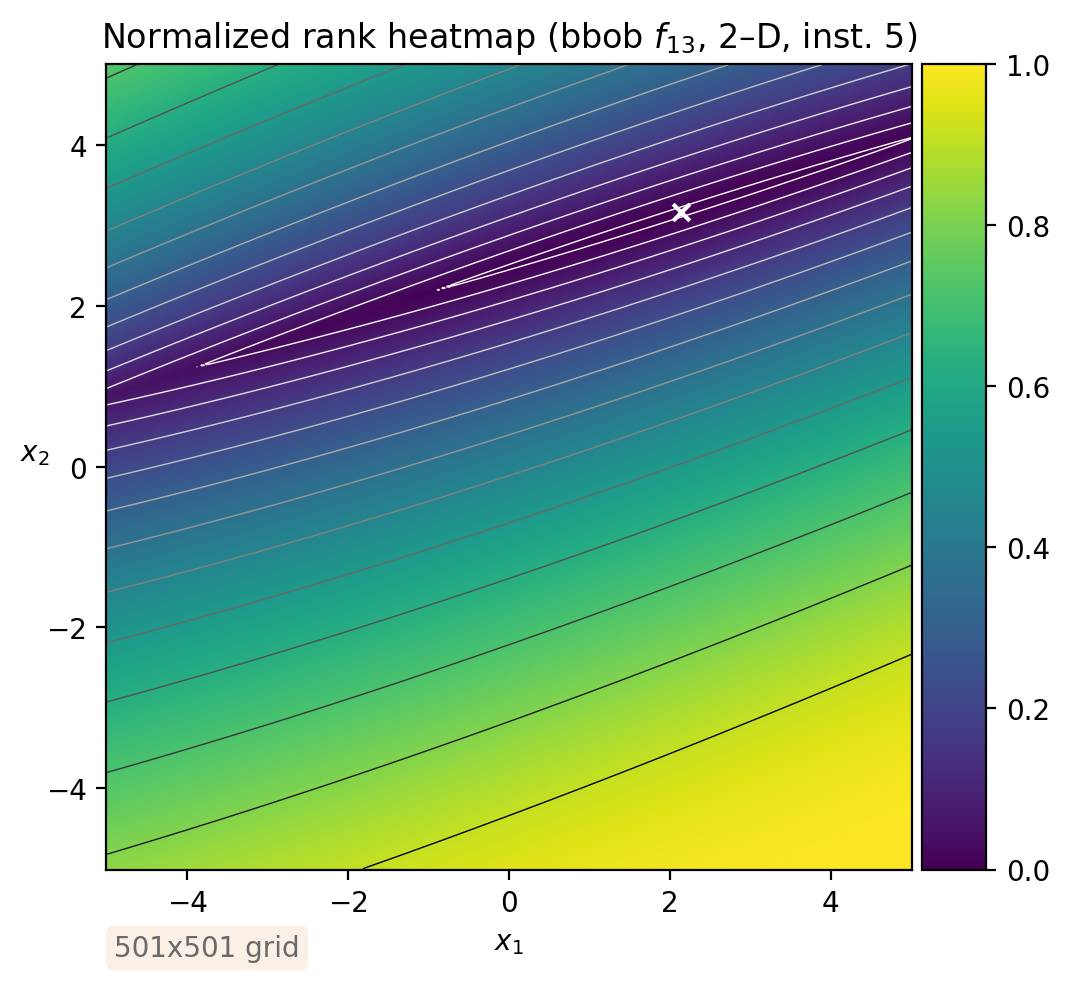 Normalized rank heatmap (bbob f₁₃, 2–D, inst. 5)
1.0
0.8
0.6
0.4
0.2
0.0
4
2
0
−2
−4
x₂
−4 −2 0 2 4
x₁
501x501 grid